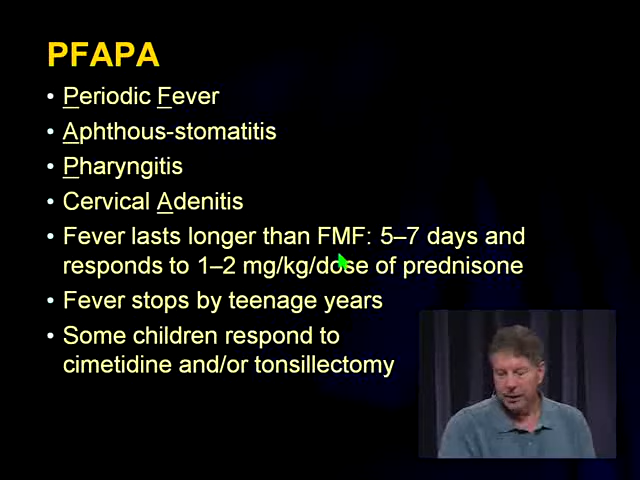 PFAPA
• Periodic Fever
• Aphthous-stomatitis
• Pharyngitis
• Cervical Adenitis
• Fever lasts longer than FMF: 5–7 days and
responds to 1–2 mg/kg/dose of prednisone
• Fever stops by teenage years
• Some children respond to
cimetidine and/or tonsillectomy